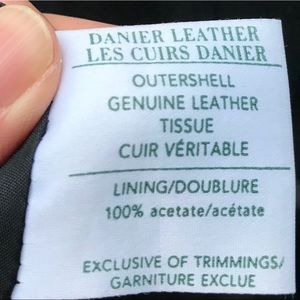 DANIER LEATHER
LES CUIRS DANIER
OUTERSHELL
GENUINE LEATHER
TISSUE
CUIR VÉRITABLE
LINING/DOUBLURE
100% acetate/acétate
EXCLUSIVE OF TRIMMINGS/
GARNITURE EXCLUE